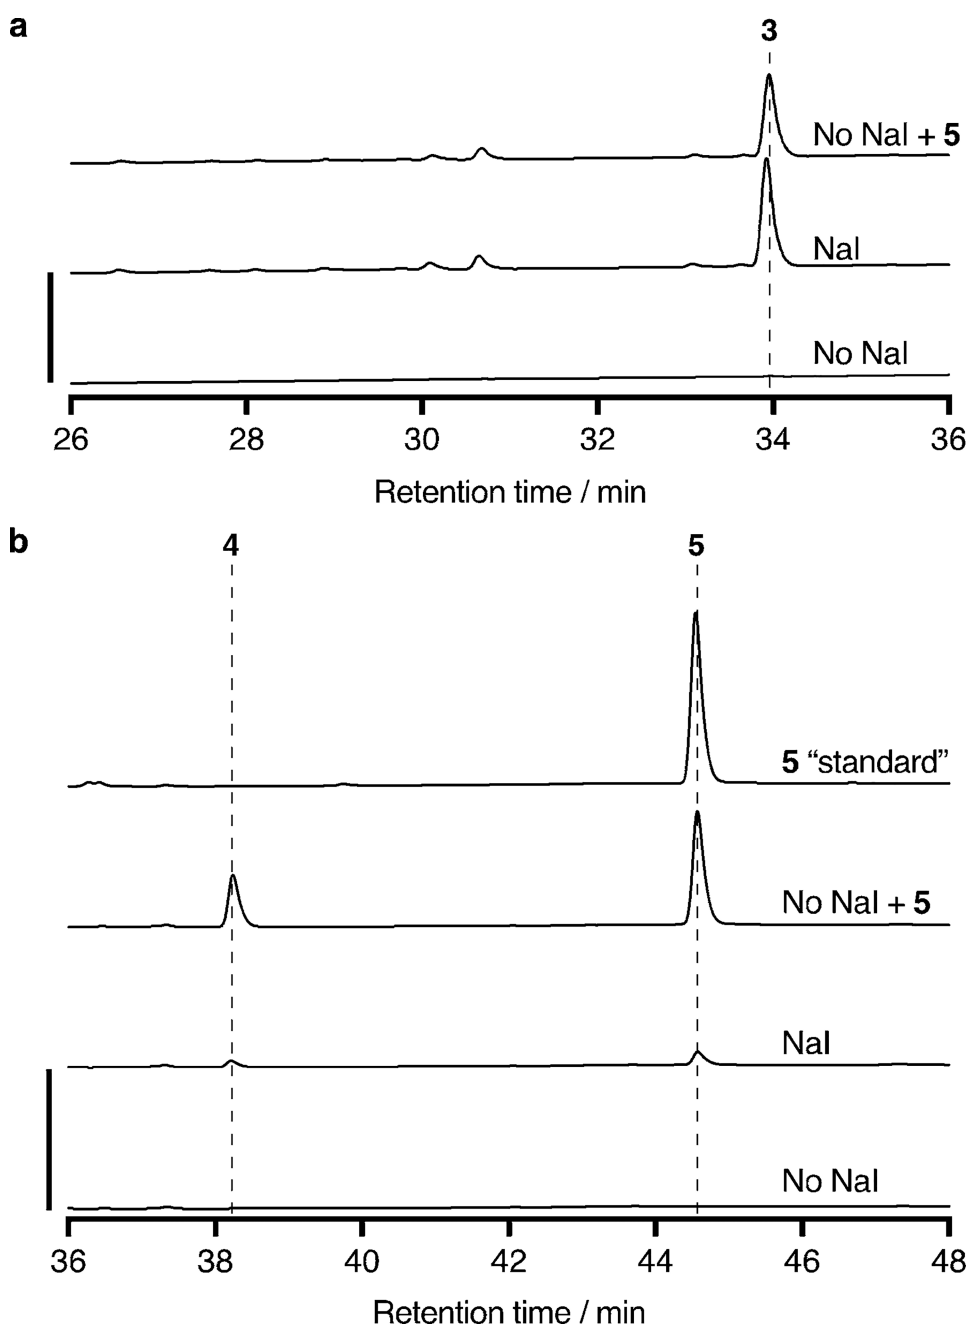 a
3
No NaI + 5
NaI
No NaI
26 28 30 32 34 36
Retention time / min
b
4 5
5 “standard”
No NaI + 5
NaI
No NaI
36 38 40 42 44 46 48
Retention time / min